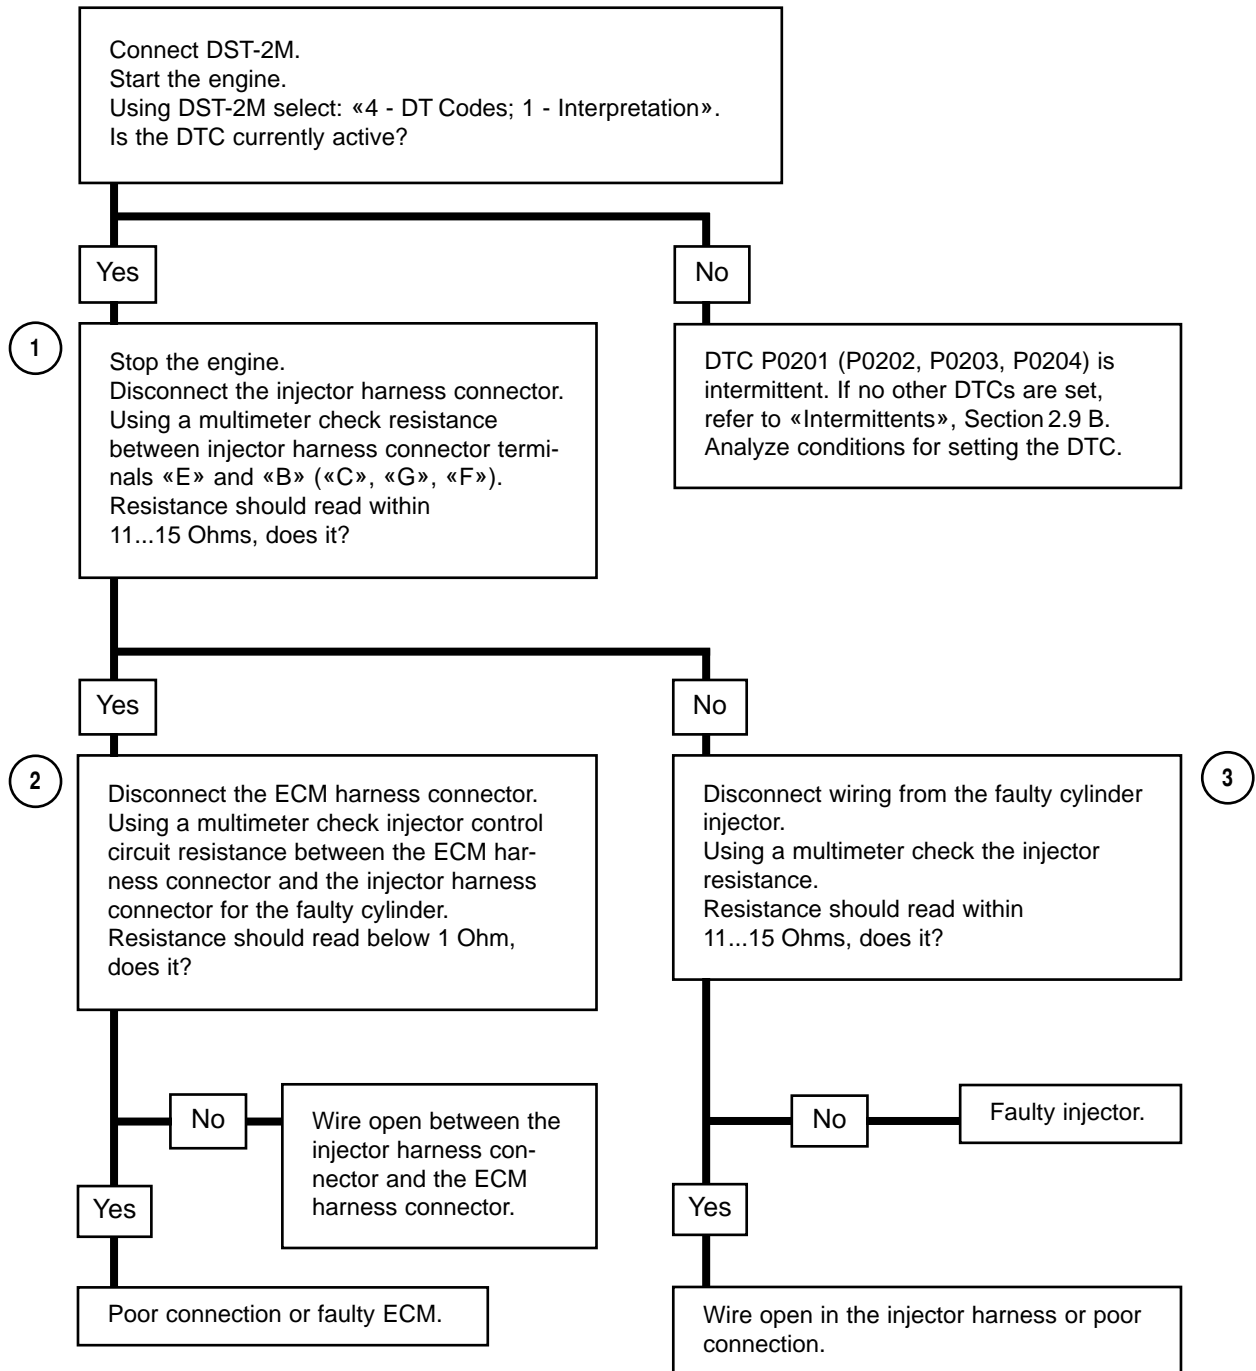 Connect DST-2M.
Start the engine.
Using DST-2M select: «4 - DT Codes; 1 - Interpretation».
Is the DTC currently active?
Yes
No
1
Stop the engine.
Disconnect the injector harness connector.
Using a multimeter check resistance
between injector harness connector termi-
nals «E» and «B» («C», «G», «F»).
Resistance should read within
11...15 Ohms, does it?
DTC P0201 (P0202, P0203, P0204) is
intermittent. If no other DTCs are set,
refer to «Intermittents», Section 2.9 B.
Analyze conditions for setting the DTC.
Yes
No
2
Disconnect the ECM harness connector.
Using a multimeter check injector control
circuit resistance between the ECM har-
ness connector and the injector harness
connector for the faulty cylinder.
Resistance should read below 1 Ohm,
does it?
3
Disconnect wiring from the faulty cylinder
injector.
Using a multimeter check the injector
resistance.
Resistance should read within
11...15 Ohms, does it?
No
Wire open between the
injector harness con-
nector and the ECM
harness connector.
No
Faulty injector.
Yes
Yes
Poor connection or faulty ECM.
Wire open in the injector harness or poor
connection.